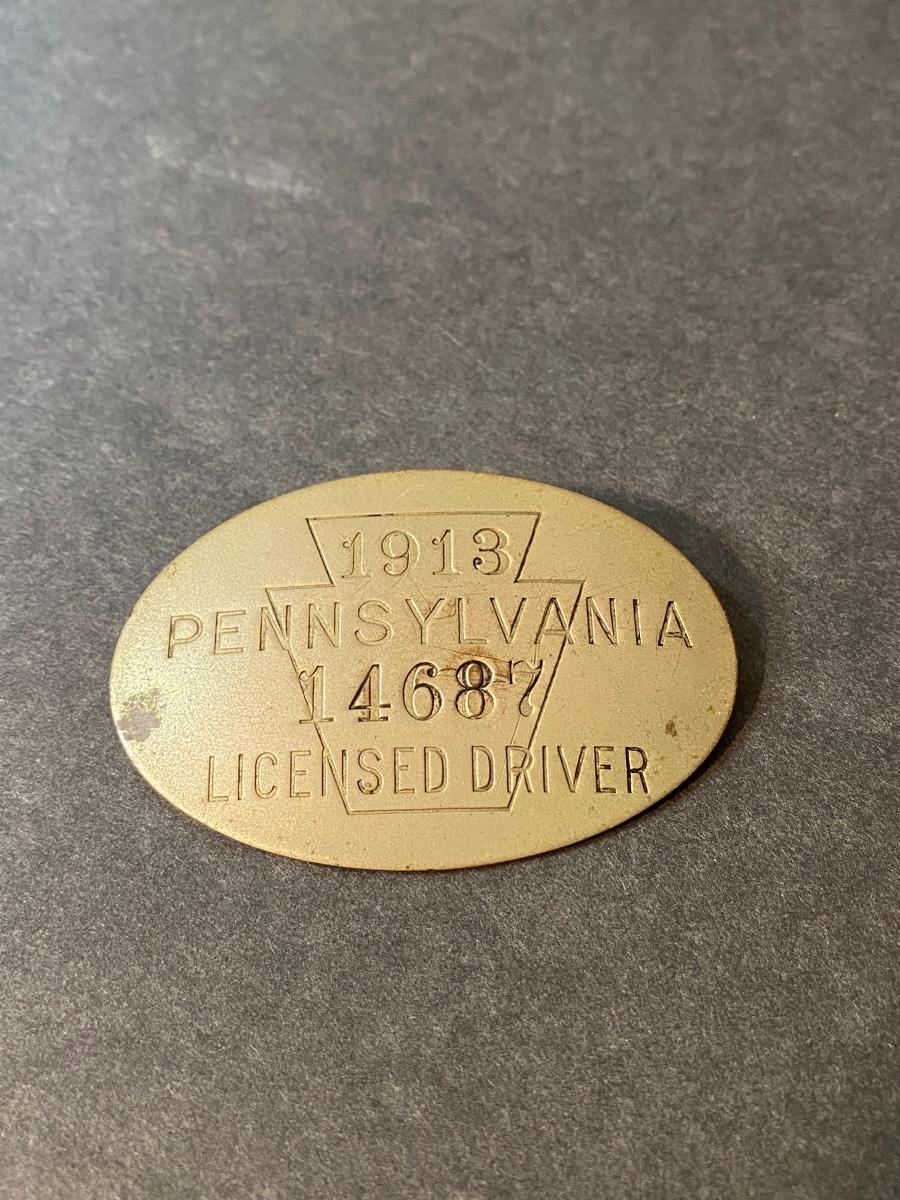 1913
PENNSYLVANIA
14687
LICENSED DRIVER